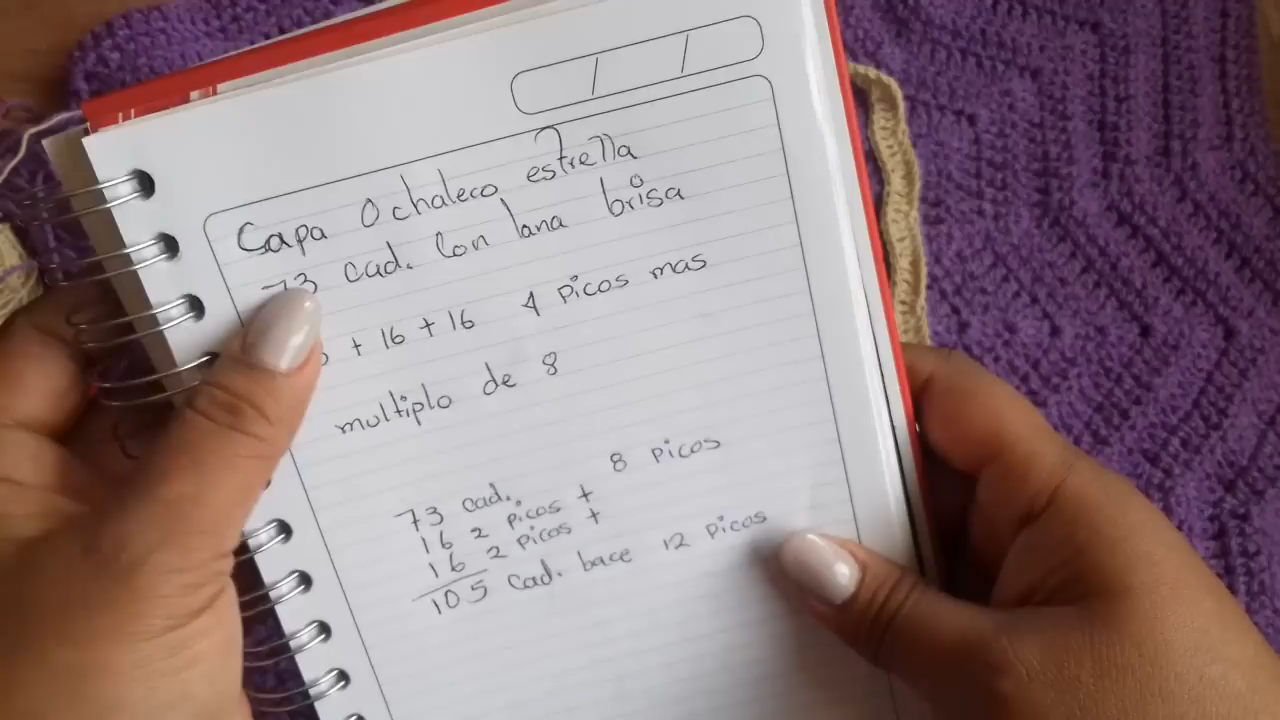 Capa O chaleco estrella
73 cad. Con lana brisa
+ 16 + 16 4 picos mas
multiplo de 8
73 cad. 8 picos
16 2 picos +
16 2 picos +
105 Cad. bace 12 picos